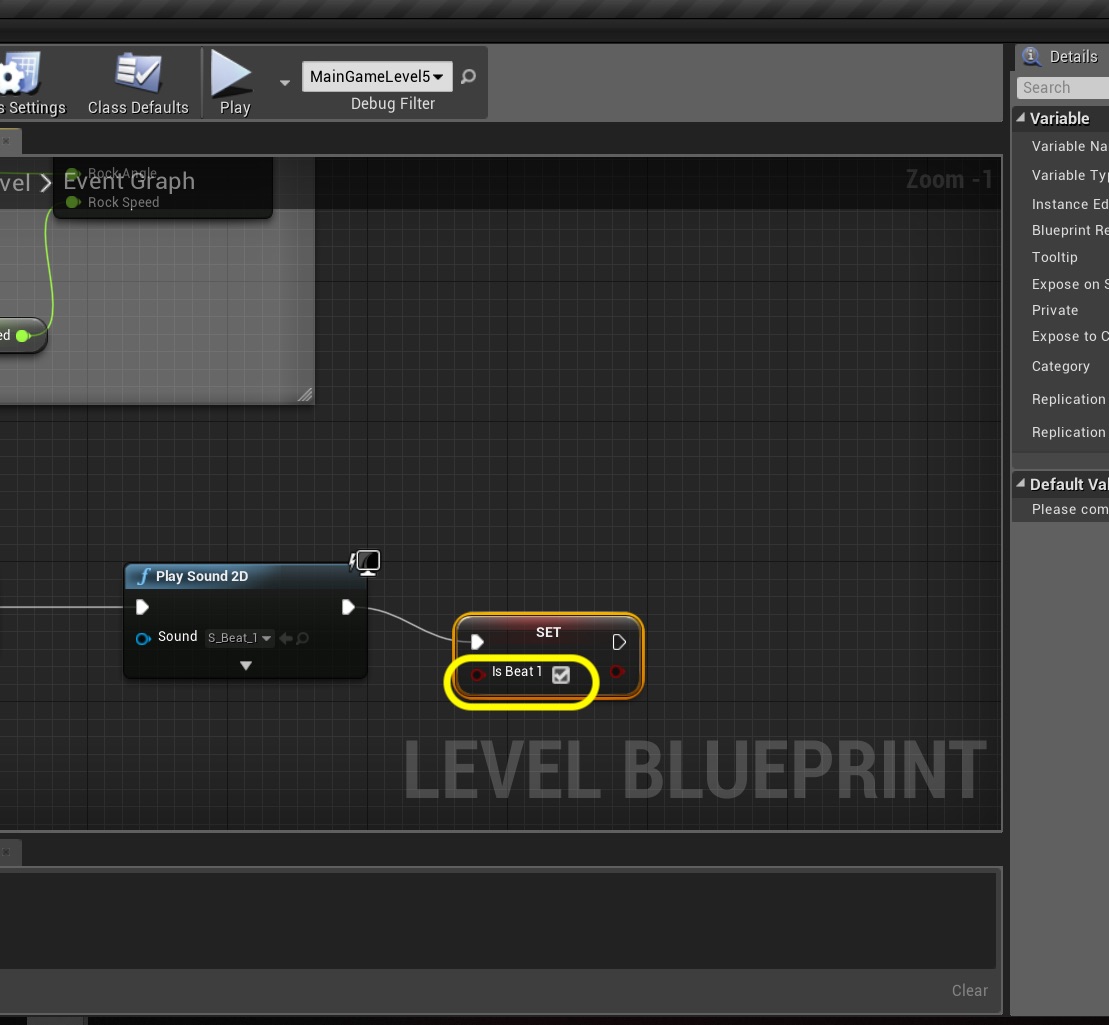 s Settings
Class Defaults
Play
MainGameLevel5
Debug Filter
Details
Search
Variable
Variable Na
Variable Typ
Instance Ed
Blueprint Re
Tooltip
Expose on S
Private
Expose to C
Category
Replication
Replication
Default Val
Please com
Rock Angle
vel > Event Graph
Zoom -1
Rock Speed
ed
Play Sound 2D
Sound S_Beat_1
SET
Is Beat 1
LEVEL BLUEPRINT
Clear